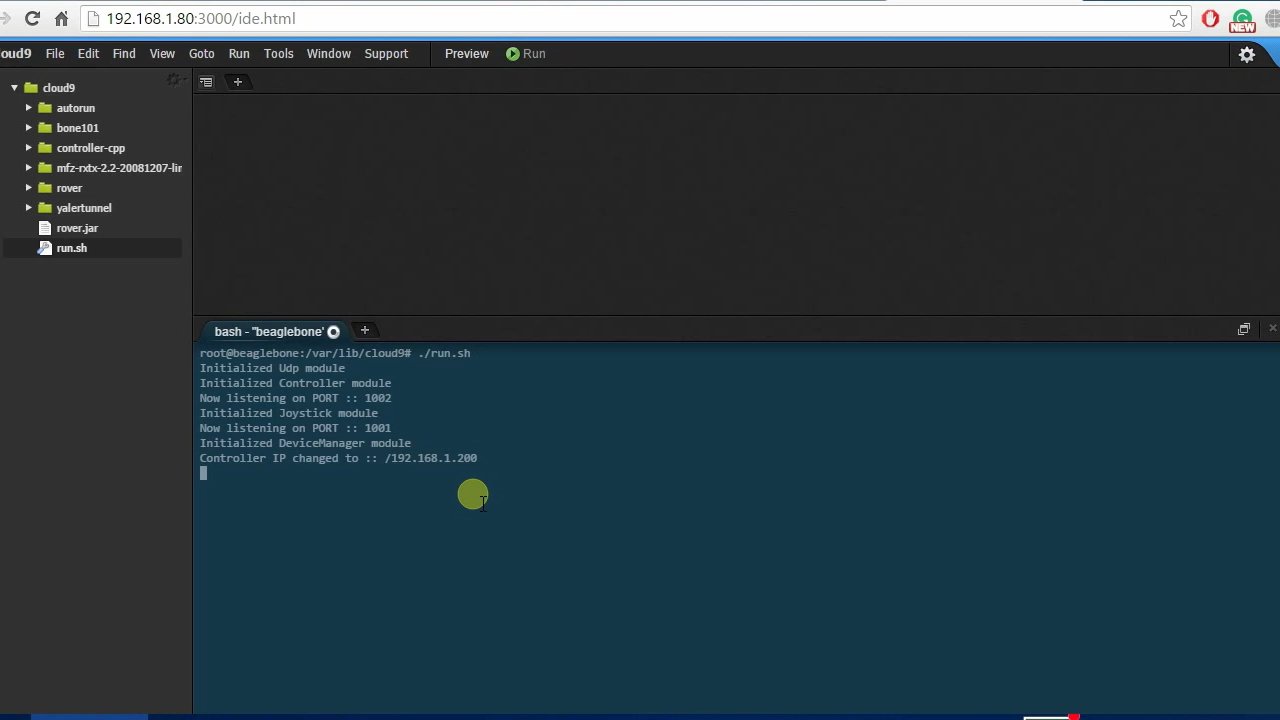 192.168.1.80:3000/ide.html
NEW
oud9 File Edit Find View Goto Run Tools Window Support Preview Run
cloud9
autorun
bone101
controller-cpp
mfz-rxtx-2.2-20081207-lin
rover
yalertunnel
rover.jar
run.sh
bash - "beaglebone'
root@beaglebone:/var/lib/cloud9# ./run.sh
Initialized Udp module
Initialized Controller module
Now listening on PORT :: 1002
Initialized Joystick module
Now listening on PORT :: 1001
Initialized DeviceManager module
Controller IP changed to :: /192.168.1.200